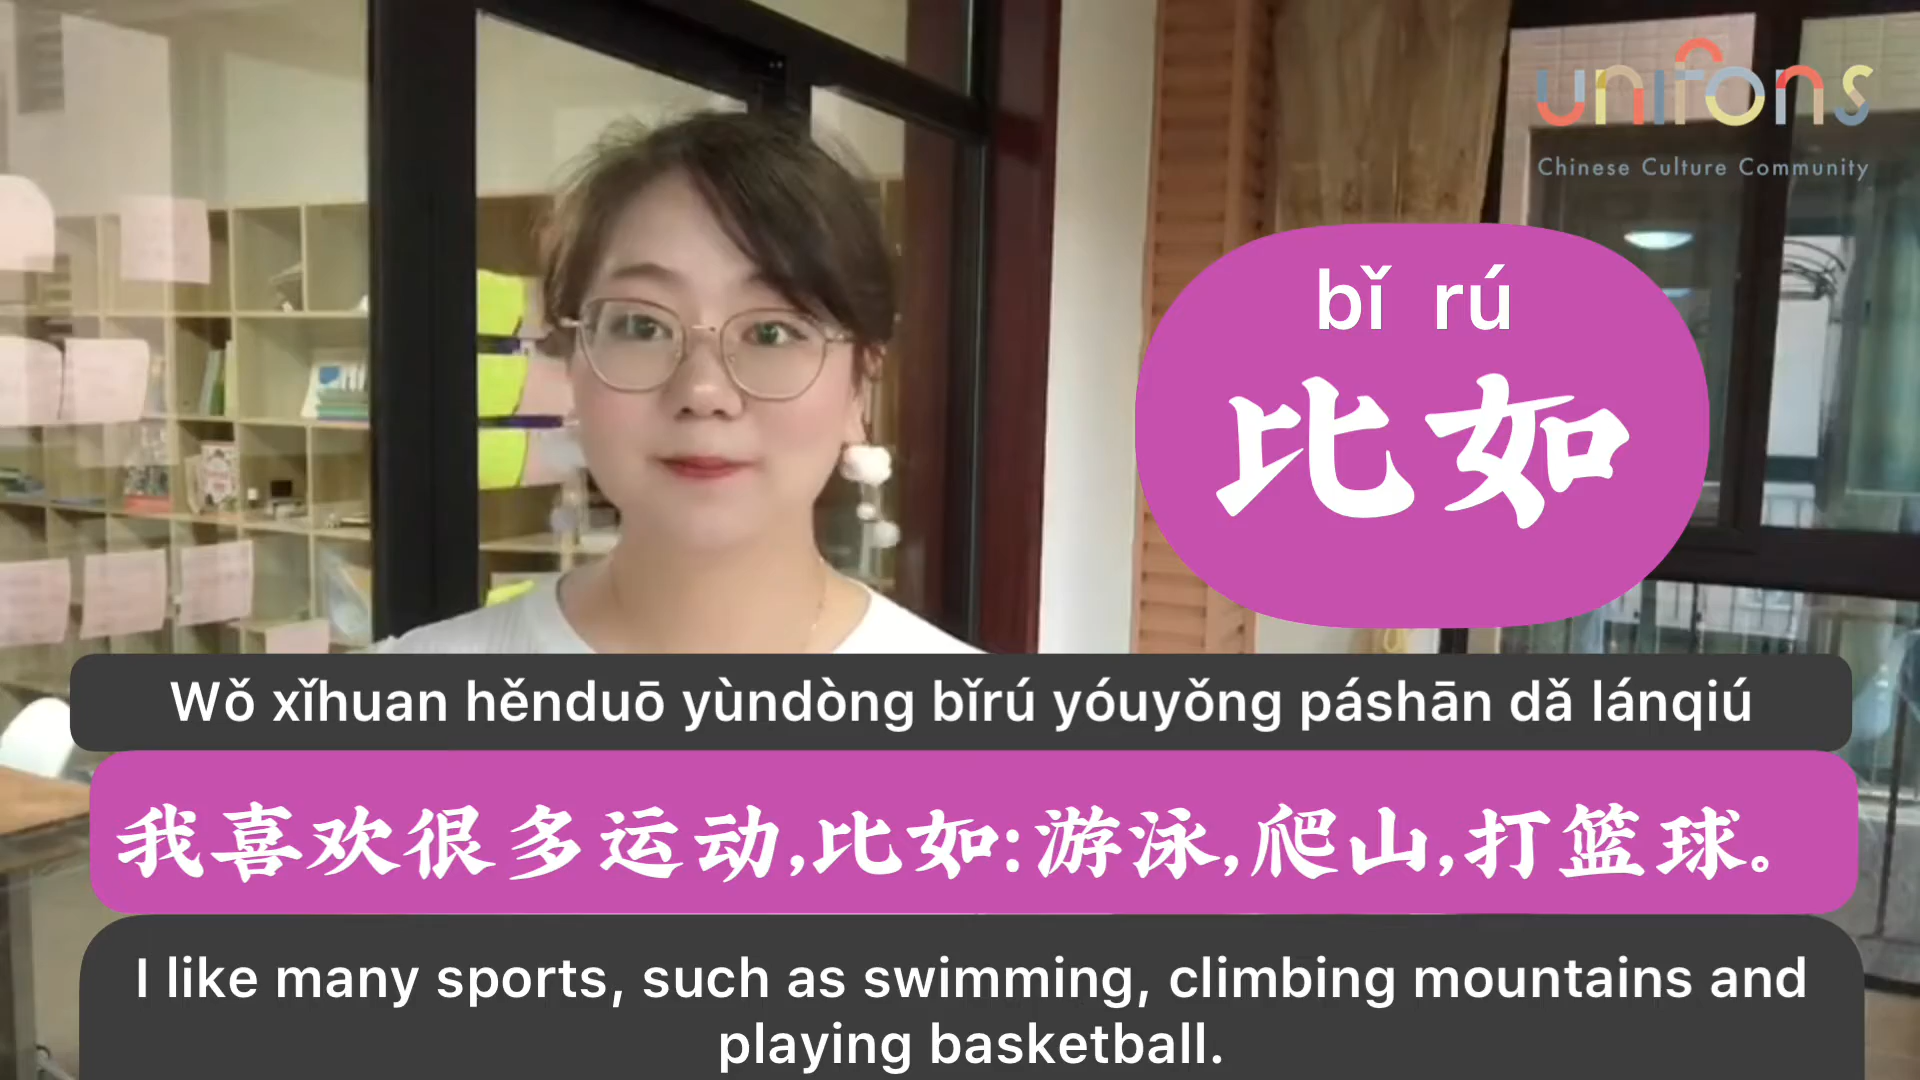 unifons
Chinese Culture Community
bǐ rú
比如
Wǒ xǐhuan hěnduō yùndòng bǐrú yóuyǒng páshān dǎ lánqiú
我喜欢很多运动,比如:游泳,爬山,打篮球。
I like many sports, such as swimming, climbing mountains and
playing basketball.